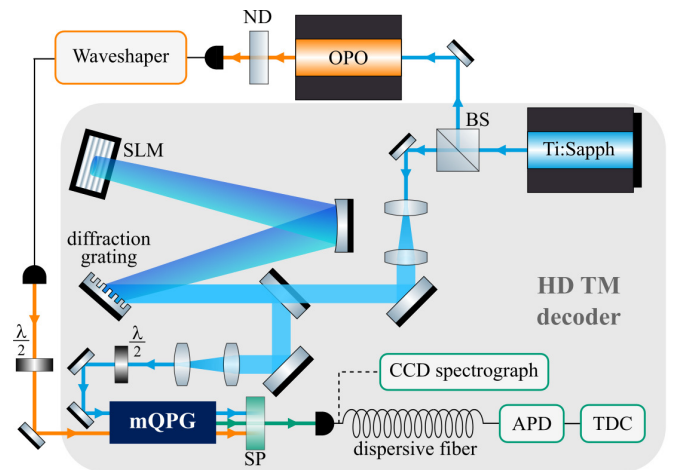 ND
Waveshaper
OPO
BS
Ti:Sapph
SLM
diffraction
grating
HD TM
decoder
λ
2
λ
2
CCD spectrograph
mQPG
SP
dispersive fiber
APD
TDC